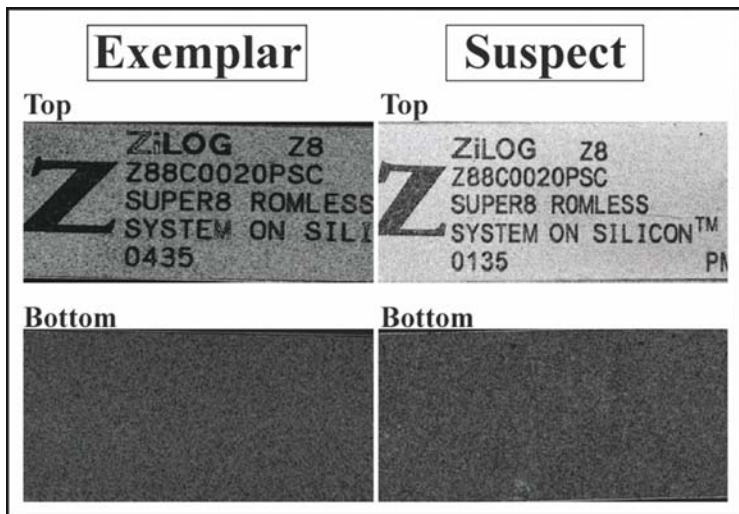 Exemplar
Suspect
Top
ZiLOG Z8
Z88C0020PSC
SUPER8 ROMLESS
SYSTEM ON SILI
0435
Top
ZiLOG Z8
Z88C0020PSC
SUPER8 ROMLESS
SYSTEM ON SILICON™
0135 PM
Bottom
Bottom